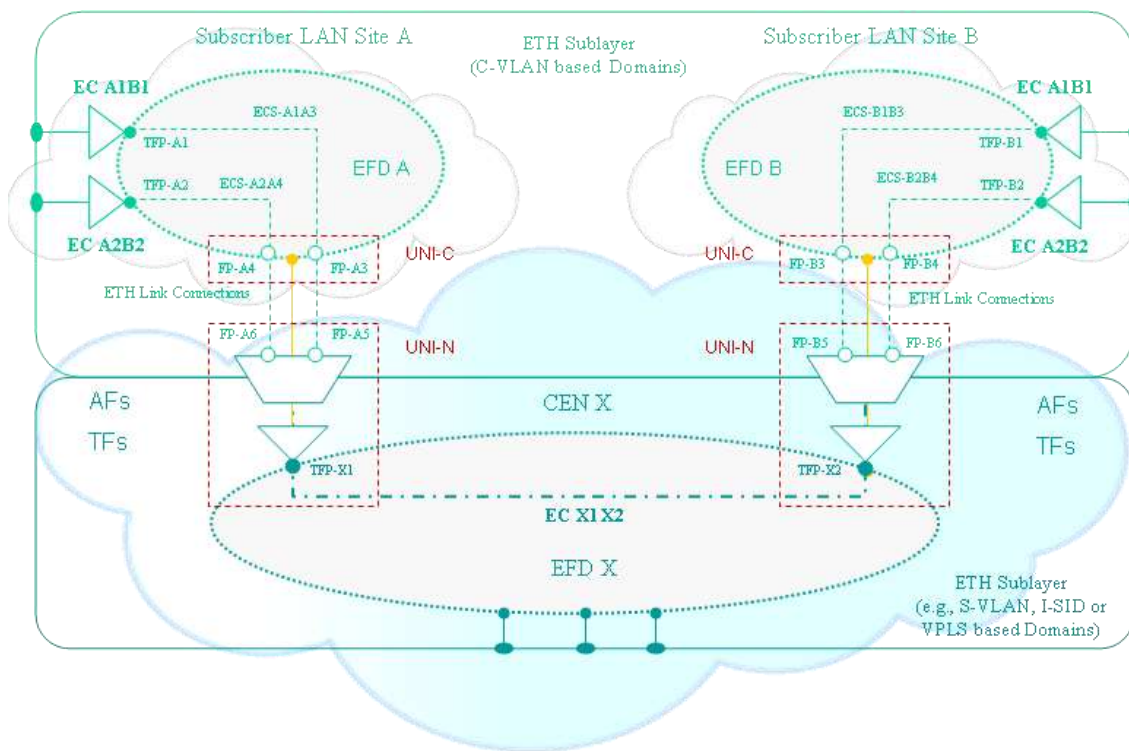 Subscriber LAN Site A
Subscriber LAN Site B
ETH Sublayer
(C-VLAN based Domains)
EC A1B1
EC A1B1
ECS-A1A3
ECS-B1B3
TFP-A1
TFP-B1
EFD A
EFD B
TFP-A2
ECS-A2A4
ECS-B2B4
TFP-B2
EC A2B2
EC A2B2
UNI-C
UNI-C
FP-A4
FP-A3
FP-B3
FP-B4
ETH Link Connections
ETH Link Connections
FP-A6
FP-A5
UNI-N
UNI-N
FP-B5
FP-B6
AFs
CEN X
AFs
TFs
TFs
TFP-X1
TFP-X2
EC X1X2
EFD X
ETH Sublayer
(e.g., S-VLAN, I-SID or
VPLS based Domains)